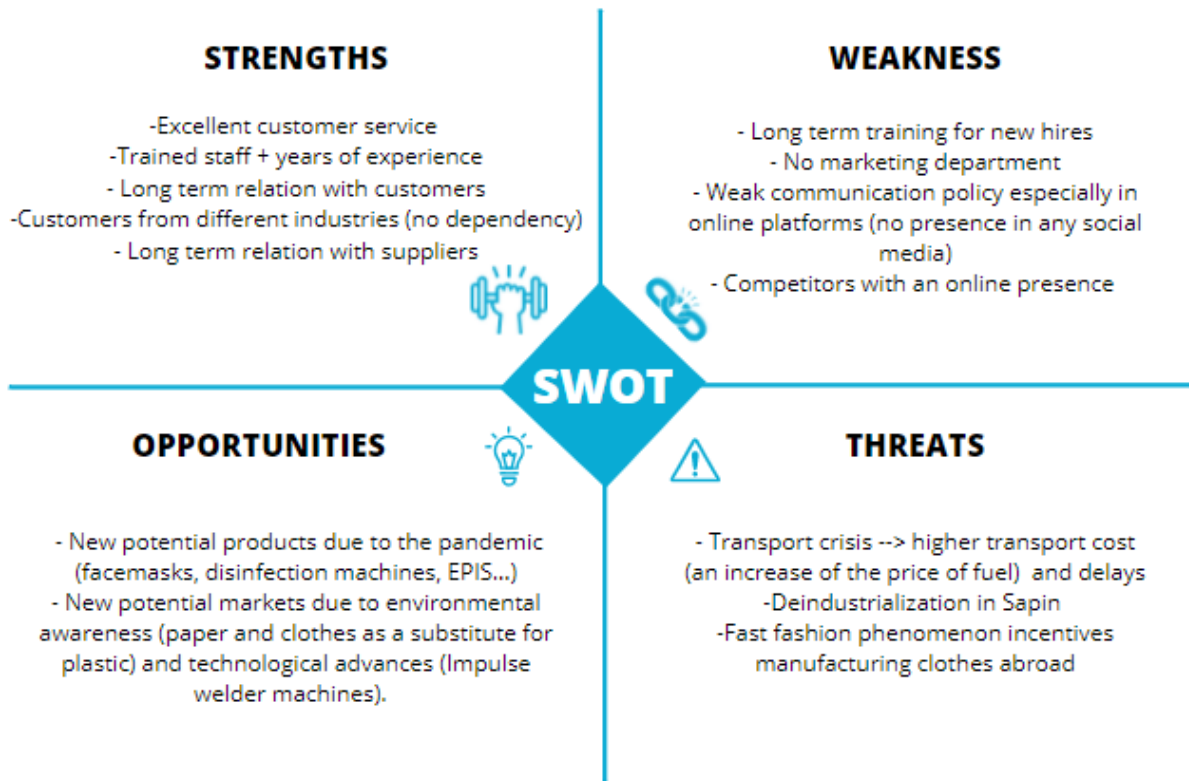 STRENGTHS
-Excellent customer service
-Trained staff + years of experience
- Long term relation with customers
-Customers from different industries (no dependency)
- Long term relation with suppliers
WEAKNESS
- Long term training for new hires
- No marketing department
- Weak communication policy especially in
online platforms (no presence in any social
media)
- Competitors with an online presence
SWOT
OPPORTUNITIES
- New potential products due to the pandemic
(facemasks, disinfection machines, EPIS...)
- New potential markets due to environmental
awareness (paper and clothes as a substitute for
plastic) and technological advances (Impulse
welder machines).
THREATS
- Transport crisis --> higher transport cost
(an increase of the price of fuel) and delays
-Deindustrialization in Sapin
-Fast fashion phenomenon incentives
manufacturing clothes abroad